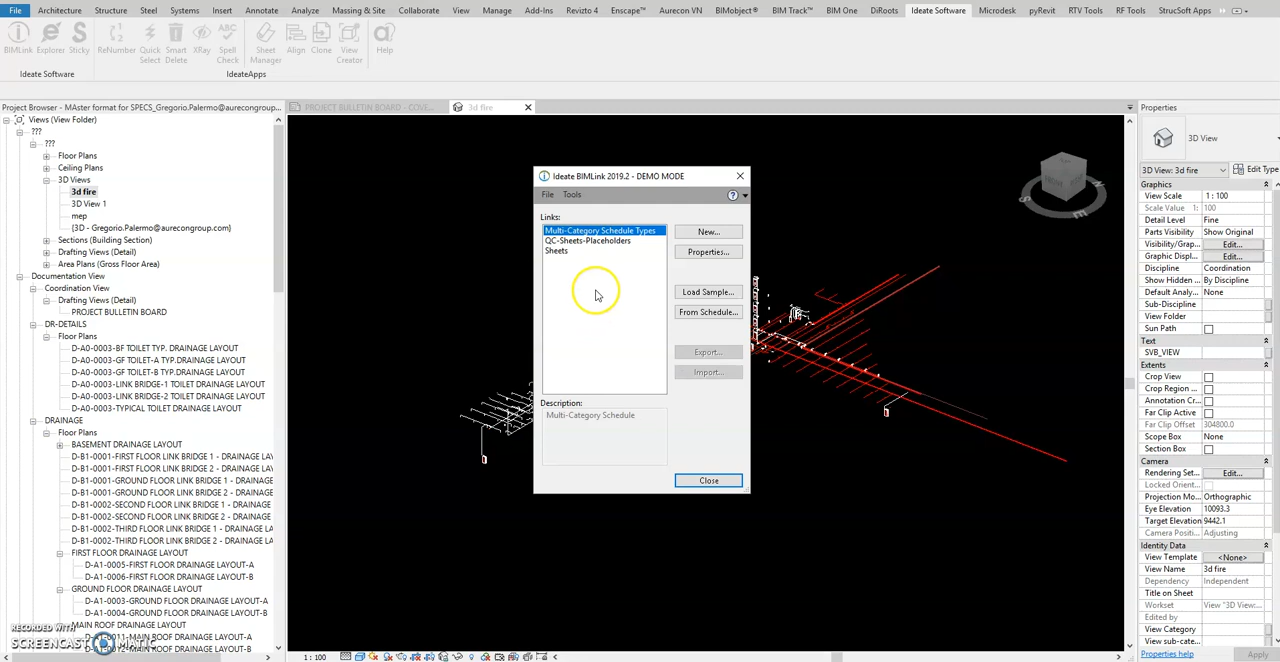 File Architecture Structure Steel Systems Insert Annotate Analyze Massing & Site Collaborate View Manage Add-Ins Revizto 4 Enscape™ Aurecon VN BIMobject® BIM Track™ BIM One DiRoots Ideate Software Microdesk pyRevit RTV Tools RF Tools StrucSoft Apps
BIMLink Explorer Sticky ReNumber Quick Select Smart Delete XRay Spell Check Sheet Manager Align Clone View Creator Help
Ideate Software IdeateApps
Project Browser - MAster format for SPECS_Gregorio.Palermo@aurecongroup....
Views (View Folder)
???
???
Floor Plans
Ceiling Plans
3D Views
3d fire
3D View 1
mep
{3D - Gregorio.Palermo@aurecongroup.com}
Sections (Building Section)
Drafting Views (Detail)
Area Plans (Gross Floor Area)
Documentation View
Coordination View
Drafting Views (Detail)
PROJECT BULLETIN BOARD
DR-DETAILS
Floor Plans
D-A0-0003-BF TOILET TYP. DRAINAGE LAYOUT
D-A0-0003-GF TOILET-A TYP.DRAINAGE LAYOUT
D-A0-0003-LINK BRIDGE-1 TOILET DRAINAGE LAYOUT
D-A0-0003-LINK BRIDGE-2 TOILET DRAINAGE LAYOUT
D-A0-0003-TYPICAL TOILET DRAINAGE LAYOUT
DRAINAGE
Floor Plans
BASEMENT DRAINAGE LAYOUT
D-B1-0001-FIRST FLOOR LINK BRIDGE 1 - DRAINAGE LAY
D-B1-0001-FIRST FLOOR LINK BRIDGE 2 - DRAINAGE LAY
D-B1-0001-GROUND FLOOR LINK BRIDGE 1 - DRAINAGE L
D-B1-0001-GROUND FLOOR LINK BRIDGE 2 - DRAINAGE L
D-B1-0002--SECOND FLOOR LINK BRIDGE 1 - DRAINAGE L
D-B1-0002--SECOND FLOOR LINK BRIDGE 2 - DRAINAGE L
D-B1-0002--THIRD FLOOR LINK BRIDGE 1 - DRAINAGE LA
D-B1-0002--THIRD FLOOR LINK BRIDGE 2 - DRAINAGE LA
FIRST FLOOR DRAINAGE LAYOUT
D-A1-0005-FIRST FLOOR DRAINAGE LAYOUT-A
D-A1-0006-FIRST FLOOR DRAINAGE LAYOUT-B
GROUND FLOOR DRAINAGE LAYOUT
D-A1-0003-GROUND FLOOR DRAINAGE LAYOUT-A
D-A1-0004-GROUND FLOOR DRAINAGE LAYOUT-B
MAIN ROOF DRAINAGE LAYOUT
-A1-0011-MAIN ROOF DRAINAGE LAYOUT-A
MAIN ROOF DRAINAGE LAYOUT-B
RECORDED WITH
SCREENCAST MATIC
PROJECT BULLETIN BOARD - COVE...
3d fire
Ideate BIMLink 2019.2 - DEMO MODE
File Tools
Links:
Multi-Category Schedule Types
QC-Sheets-Placeholders
Sheets
New...
Properties...
Load Sample...
From Schedule...
Export...
Import...
Description:
Multi-Category Schedule
Close
1 : 100
Properties
3D View
3D View: 3d fire Edit Type
Graphics
View Scale 1 : 100
Scale Value 1: 100
Detail Level Fine
Parts Visibility Show Original
Visibility/Grap... Edit...
Graphic Displ... Edit...
Discipline Coordination
Show Hidden ... By Discipline
Default Analy... None
Sub-Discipline
View Folder
Sun Path
Text
SVB_VIEW
Extents
Crop View
Crop Region ...
Annotation Cr...
Far Clip Active
Far Clip Offset 304800.0
Scope Box None
Section Box
Camera
Rendering Set... Edit...
Locked Orient...
Projection Mo... Orthographic
Eye Elevation 10093.3
Target Elevation 9442.1
Camera Positi... Adjusting
Identity Data
View Template <None>
View Name 3d fire
Dependency Independent
Title on Sheet
Workset View "3D View:...
Edited by
View Category
View sub-cate...
Properties help Apply